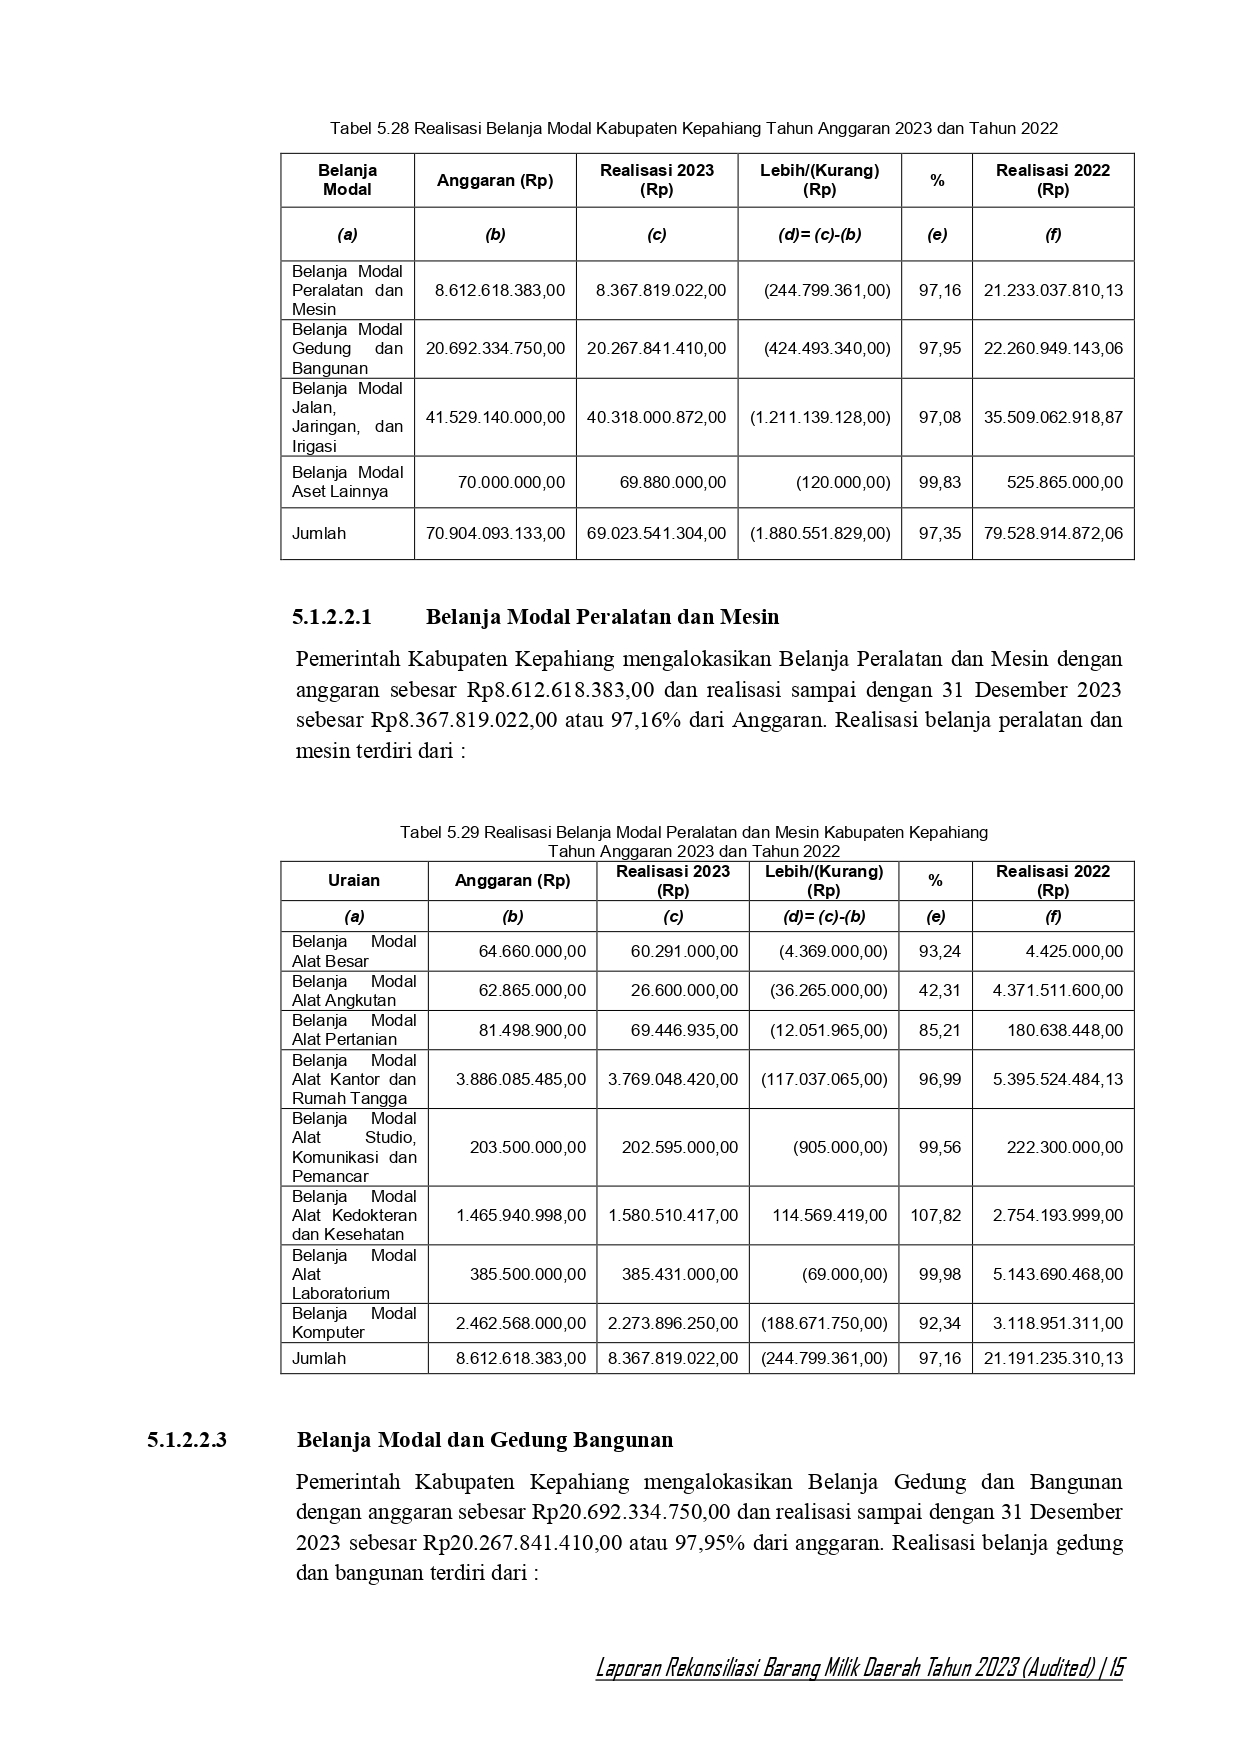 Tabel 5.28 Realisasi Belanja Modal Kabupaten Kepahiang Tahun Anggaran 2023 dan Tahun 2022
Belanja Modal Anggaran (Rp) Realisasi 2023 (Rp) Lebih/(Kurang) (Rp) % Realisasi 2022 (Rp)
(a) (b) (c) (d)= (c)-(b) (e) (f)
Belanja Modal
Peralatan dan
Mesin
8.612.618.383,00 8.367.819.022,00 (244.799.361,00) 97,16 21.233.037.810,13
Belanja Modal
Gedung dan
Bangunan
20.692.334.750,00 20.267.841.410,00 (424.493.340,00) 97,95 22.260.949.143,06
Belanja Modal
Jalan,
Jaringan, dan
Irigasi
41.529.140.000,00 40.318.000.872,00 (1.211.139.128,00) 97,08 35.509.062.918,87
Belanja Modal
Aset Lainnya
70.000.000,00 69.880.000,00 (120.000,00) 99,83 525.865.000,00
Jumlah 70.904.093.133,00 69.023.541.304,00 (1.880.551.829,00) 97,35 79.528.914.872,06
5.1.2.2.1 Belanja Modal Peralatan dan Mesin
Pemerintah Kabupaten Kepahiang mengalokasikan Belanja Peralatan dan Mesin dengan
anggaran sebesar Rp8.612.618.383,00 dan realisasi sampai dengan 31 Desember 2023
sebesar Rp8.367.819.022,00 atau 97,16% dari Anggaran. Realisasi belanja peralatan dan
mesin terdiri dari :
Tabel 5.29 Realisasi Belanja Modal Peralatan dan Mesin Kabupaten Kepahiang
Tahun Anggaran 2023 dan Tahun 2022
Uraian Anggaran (Rp) Realisasi 2023 (Rp) Lebih/(Kurang) (Rp) % Realisasi 2022 (Rp)
(a) (b) (c) (d)= (c)-(b) (e) (f)
Belanja Modal
Alat Besar
64.660.000,00 60.291.000,00 (4.369.000,00) 93,24 4.425.000,00
Belanja Modal
Alat Angkutan
62.865.000,00 26.600.000,00 (36.265.000,00) 42,31 4.371.511.600,00
Belanja Modal
Alat Pertanian
81.498.900,00 69.446.935,00 (12.051.965,00) 85,21 180.638.448,00
Belanja Modal
Alat Kantor dan
Rumah Tangga
3.886.085.485,00 3.769.048.420,00 (117.037.065,00) 96,99 5.395.524.484,13
Belanja Modal
Alat Studio,
Komunikasi dan
Pemancar
203.500.000,00 202.595.000,00 (905.000,00) 99,56 222.300.000,00
Belanja Modal
Alat Kedokteran
dan Kesehatan
1.465.940.998,00 1.580.510.417,00 114.569.419,00 107,82 2.754.193.999,00
Belanja Modal
Alat
Laboratorium
385.500.000,00 385.431.000,00 (69.000,00) 99,98 5.143.690.468,00
Belanja Modal
Komputer
2.462.568.000,00 2.273.896.250,00 (188.671.750,00) 92,34 3.118.951.311,00
Jumlah 8.612.618.383,00 8.367.819.022,00 (244.799.361,00) 97,16 21.191.235.310,13
5.1.2.2.3 Belanja Modal dan Gedung Bangunan
Pemerintah Kabupaten Kepahiang mengalokasikan Belanja Gedung dan Bangunan
dengan anggaran sebesar Rp20.692.334.750,00 dan realisasi sampai dengan 31 Desember
2023 sebesar Rp20.267.841.410,00 atau 97,95% dari anggaran. Realisasi belanja gedung
dan bangunan terdiri dari :
Laporan Rekonsiliasi Barang Milik Daerah Tahun 2023 (Audited) | 15